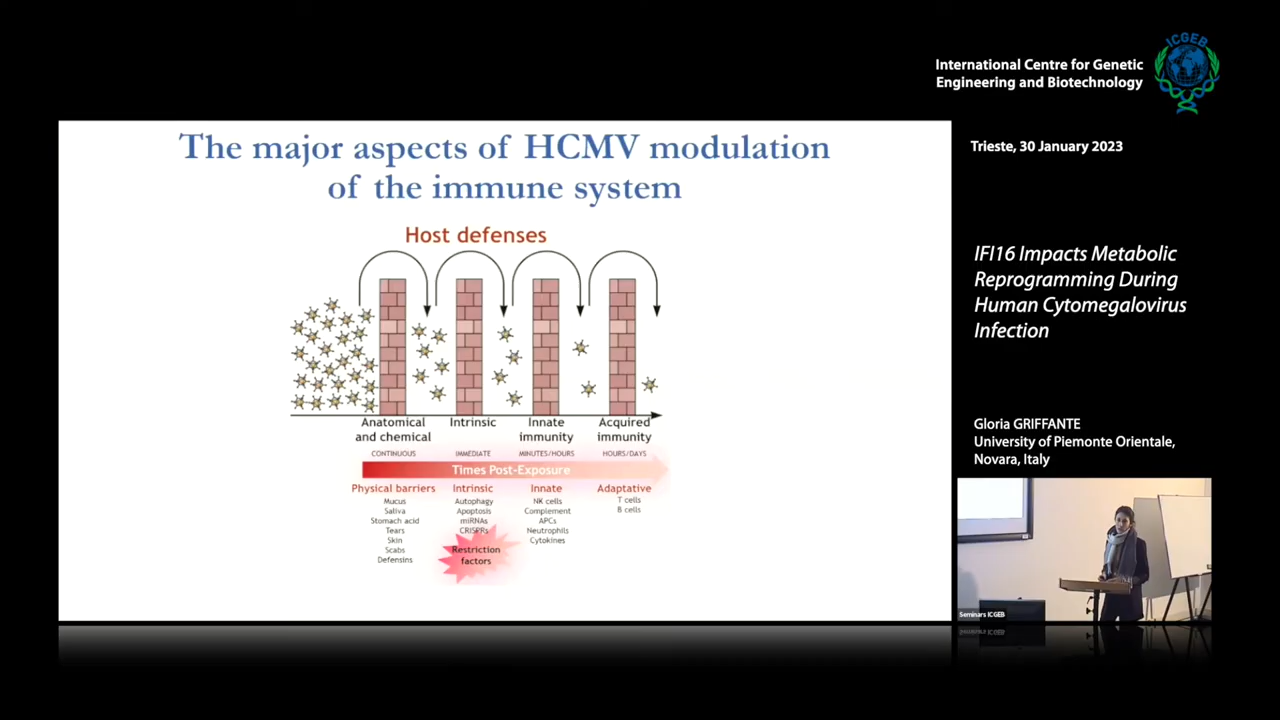 ICGEB
International Centre for Genetic
Engineering and Biotechnology
Trieste, 30 January 2023
The major aspects of HCMV modulation
of the immune system
Host defenses
Anatomical
and chemical
Intrinsic
Innate
immunity
Acquired
immunity
CONTINUOUS
IMMEDIATE
MINUTES/HOURS
HOURS/DAYS
Times Post-Exposure
Physical barriers
Mucus
Saliva
Stomach acid
Tears
Skin
Scabs
Defensins
Intrinsic
Autophagy
Apoptosis
miRNAs
CRISPRs
Restriction
factors
Innate
NK cells
Complement
APCs
Neutrophils
Cytokines
Adaptative
T cells
B cells
IFI16 Impacts Metabolic
Reprogramming During
Human Cytomegalovirus
Infection
Gloria GRIFFANTE
University of Piemonte Orientale,
Novara, Italy
Seminars ICGEB